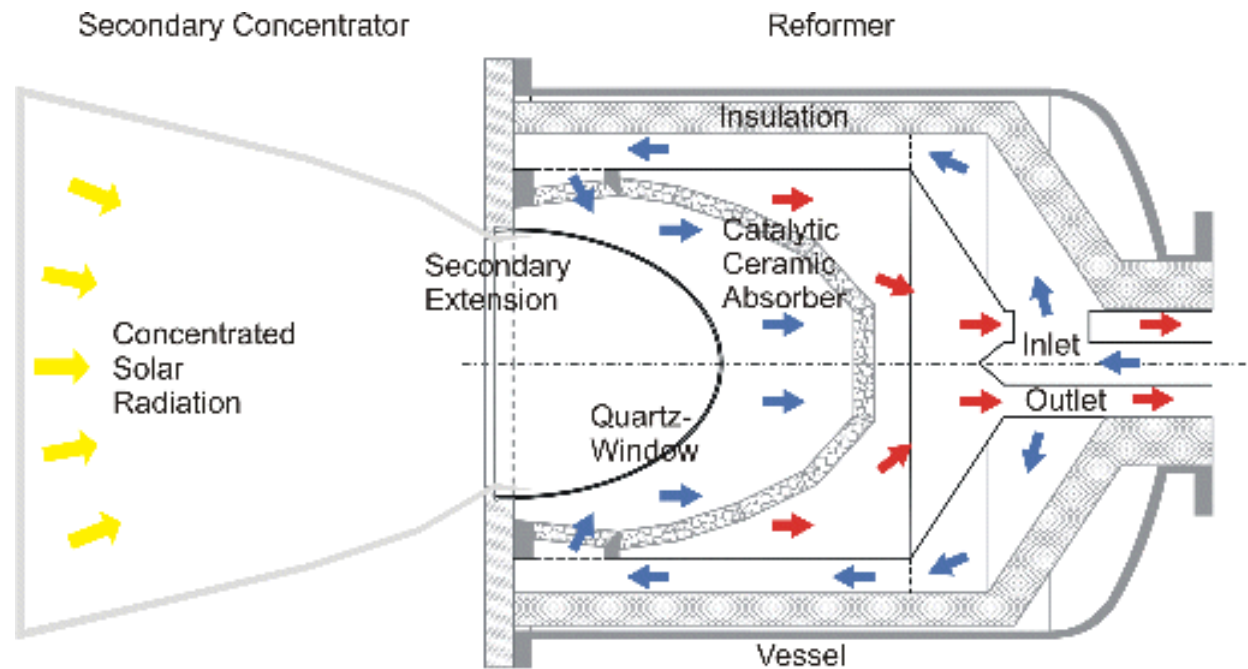 Secondary Concentrator
Reformer
Insulation
Secondary
Extension
Catalytic
Ceramic
Absorber
Concentrated
Solar
Radiation
Inlet
Outlet
Quartz-
Window
Vessel